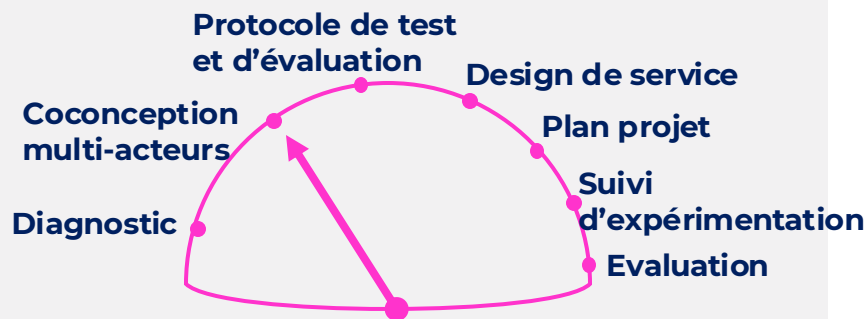 Protocole de test
et d’évaluation
Design de service
Coconception
multi-acteurs
Plan projet
Suivi
d’expérimentation
Diagnostic
Evaluation